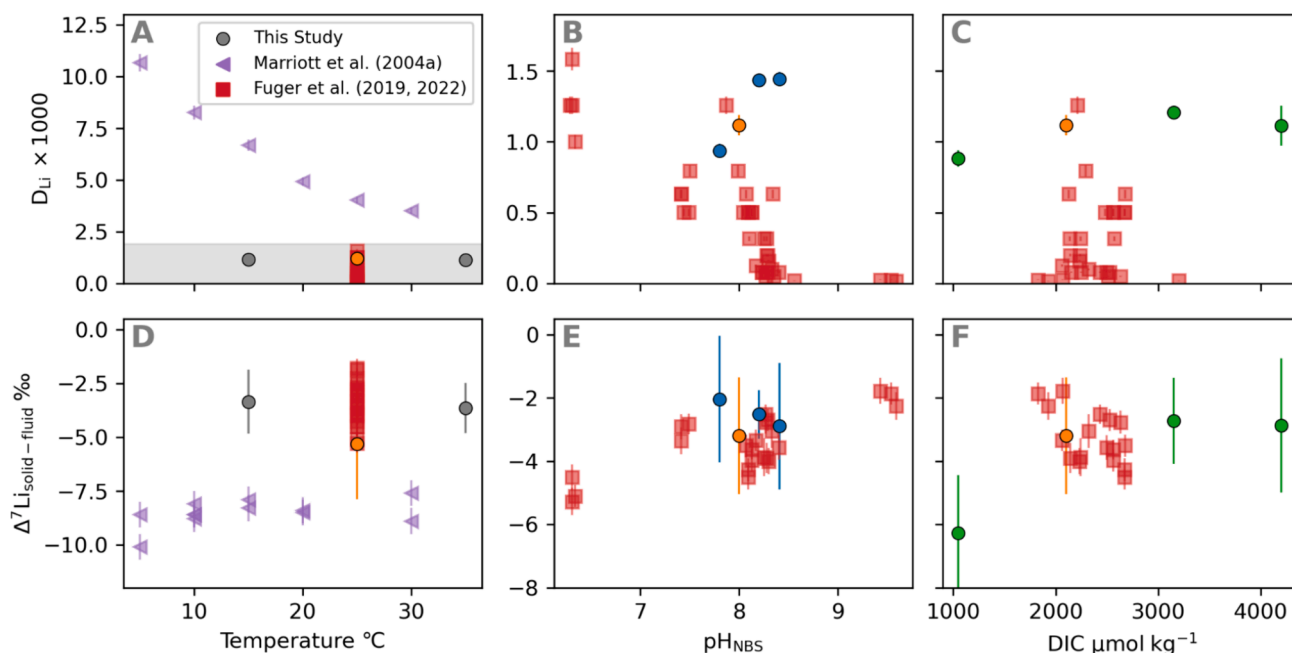 A
This Study
Marriott et al. (2004a)
Fuger et al. (2019, 2022)
D_Li × 1000
12.5
10.0
7.5
5.0
2.5
0.0
B
1.5
1.0
0.5
0.0
C
D
Δ⁷Li_solid−fluid ‰
0.0
−2.5
−5.0
−7.5
−10.0
10 20 30
Temperature °C
E
0
−2
−4
−6
−8
7 8 9
pH_NBS
F
1000 2000 3000 4000
DIC μmol kg⁻¹